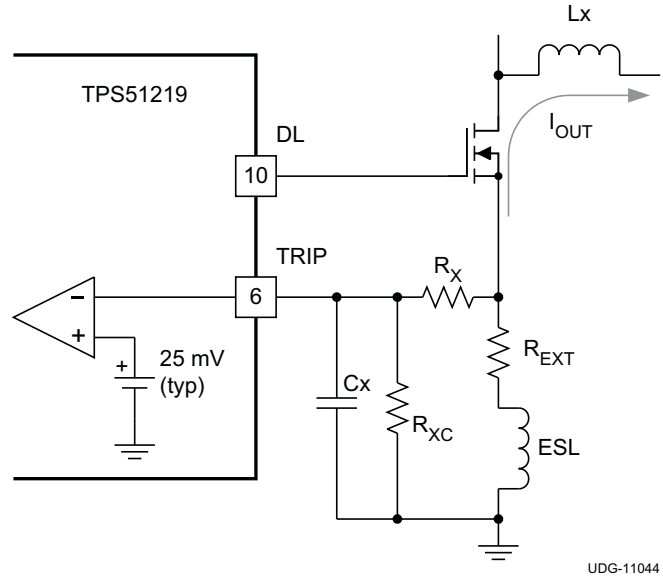 Lx
TPS51219
I_OUT
DL
10
TRIP
6
R_X
R_EXT
25 mV
(typ)
Cx
R_XC
ESL
UDG-11044